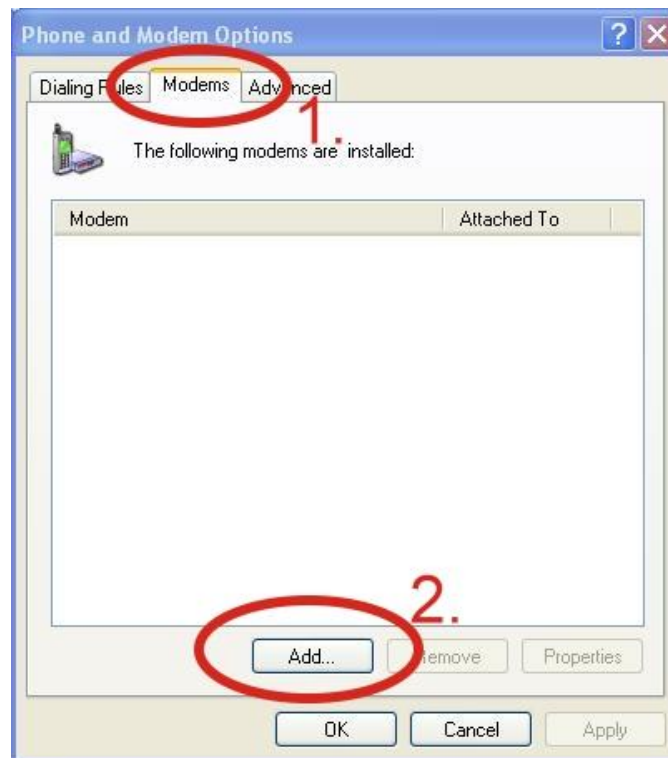 Phone and Modem Options
Dialing Rules Modems Advanced
1.
The following modems are installed:
Modem Attached To
2.
Add... Remove Properties
OK Cancel Apply